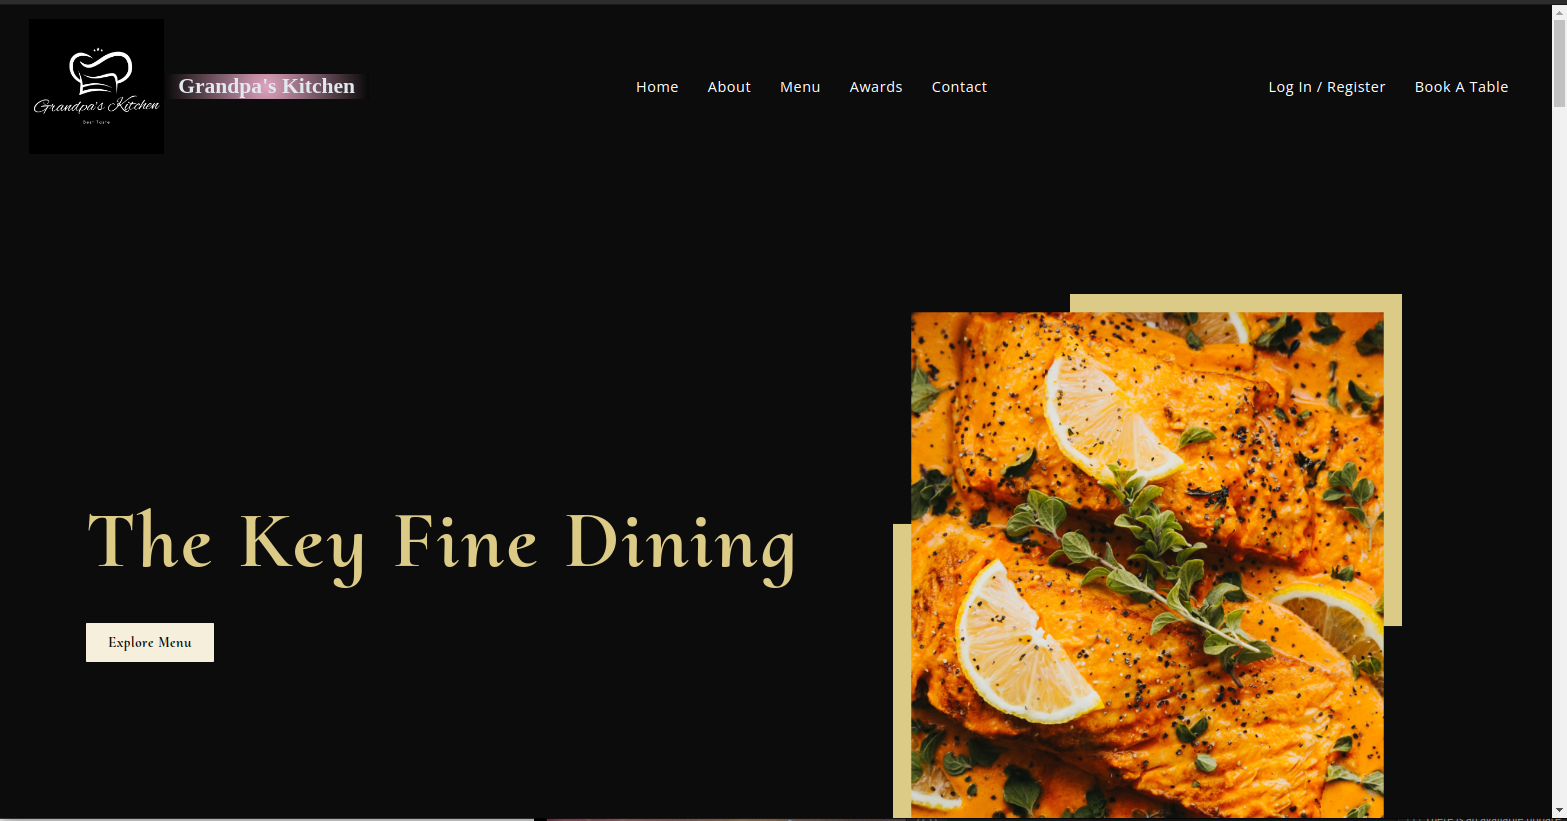 Grandpa's Kitchen
Best Taste
Grandpa's Kitchen
Home About Menu Awards Contact
Log In / Register Book A Table
The Key Fine Dining
Explore Menu